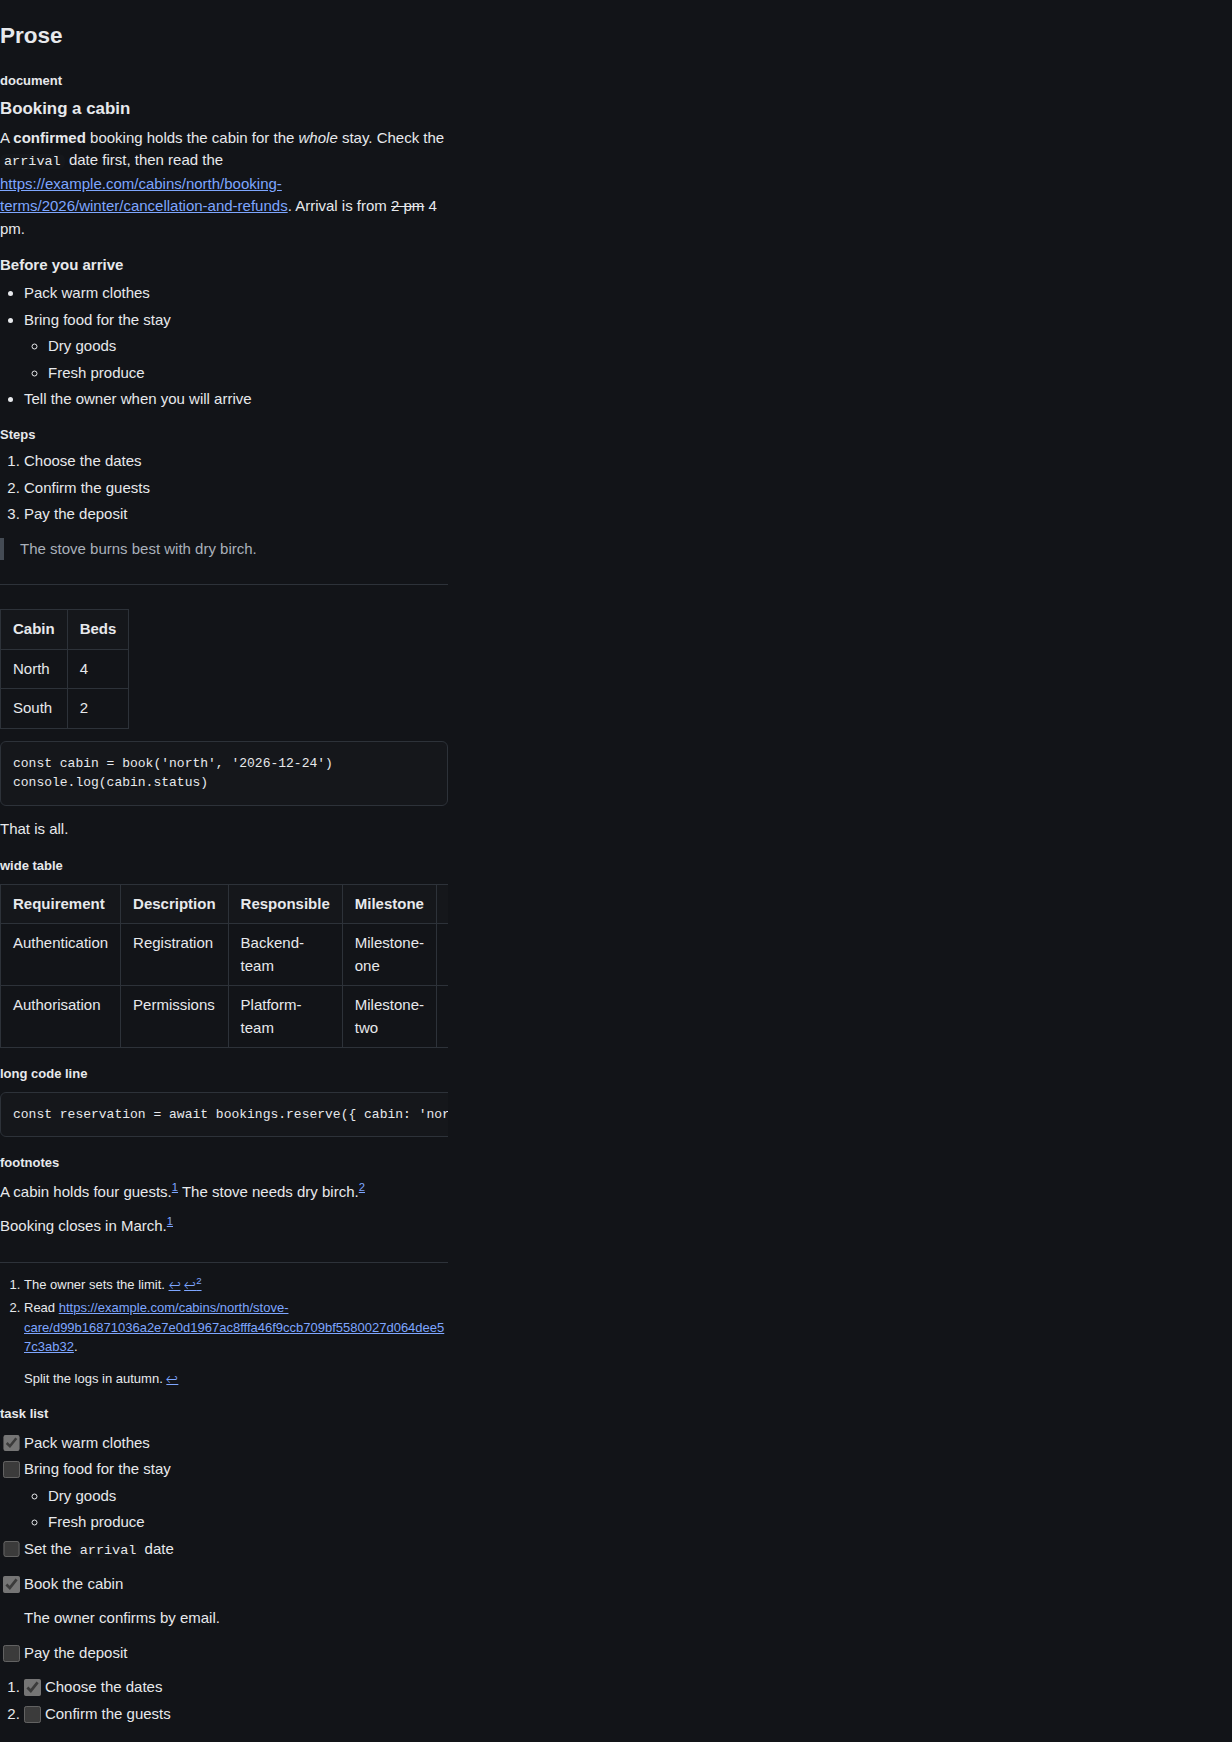 Prose
document
Booking a cabin
A confirmed booking holds the cabin for the whole stay. Check the
arrival date first, then read the
https://example.com/cabins/north/booking-
terms/2026/winter/cancellation-and-refunds. Arrival is from 2 pm 4
pm.
Before you arrive
• Pack warm clothes
• Bring food for the stay
◦ Dry goods
◦ Fresh produce
• Tell the owner when you will arrive
Steps
1. Choose the dates
2. Confirm the guests
3. Pay the deposit
The stove burns best with dry birch.
Cabin Beds
North 4
South 2
const cabin = book('north', '2026-12-24')
console.log(cabin.status)
That is all.
wide table
Requirement Description Responsible Milestone
Authentication Registration Backend- Milestone-
team one
Authorisation Permissions Platform- Milestone-
team two
long code line
const reservation = await bookings.reserve({ cabin: 'nor
footnotes
A cabin holds four guests.1 The stove needs dry birch.2
Booking closes in March.1
1. The owner sets the limit. ↩ ↩2
2. Read https://example.com/cabins/north/stove-
care/d99b16871036a2e7e0d1967ac8fffa46f9ccb709bf5580027d064dee5
7c3ab32.
Split the logs in autumn. ↩
task list
Pack warm clothes
Bring food for the stay
◦ Dry goods
◦ Fresh produce
Set the arrival date
Book the cabin
The owner confirms by email.
Pay the deposit
1. Choose the dates
2. Confirm the guests